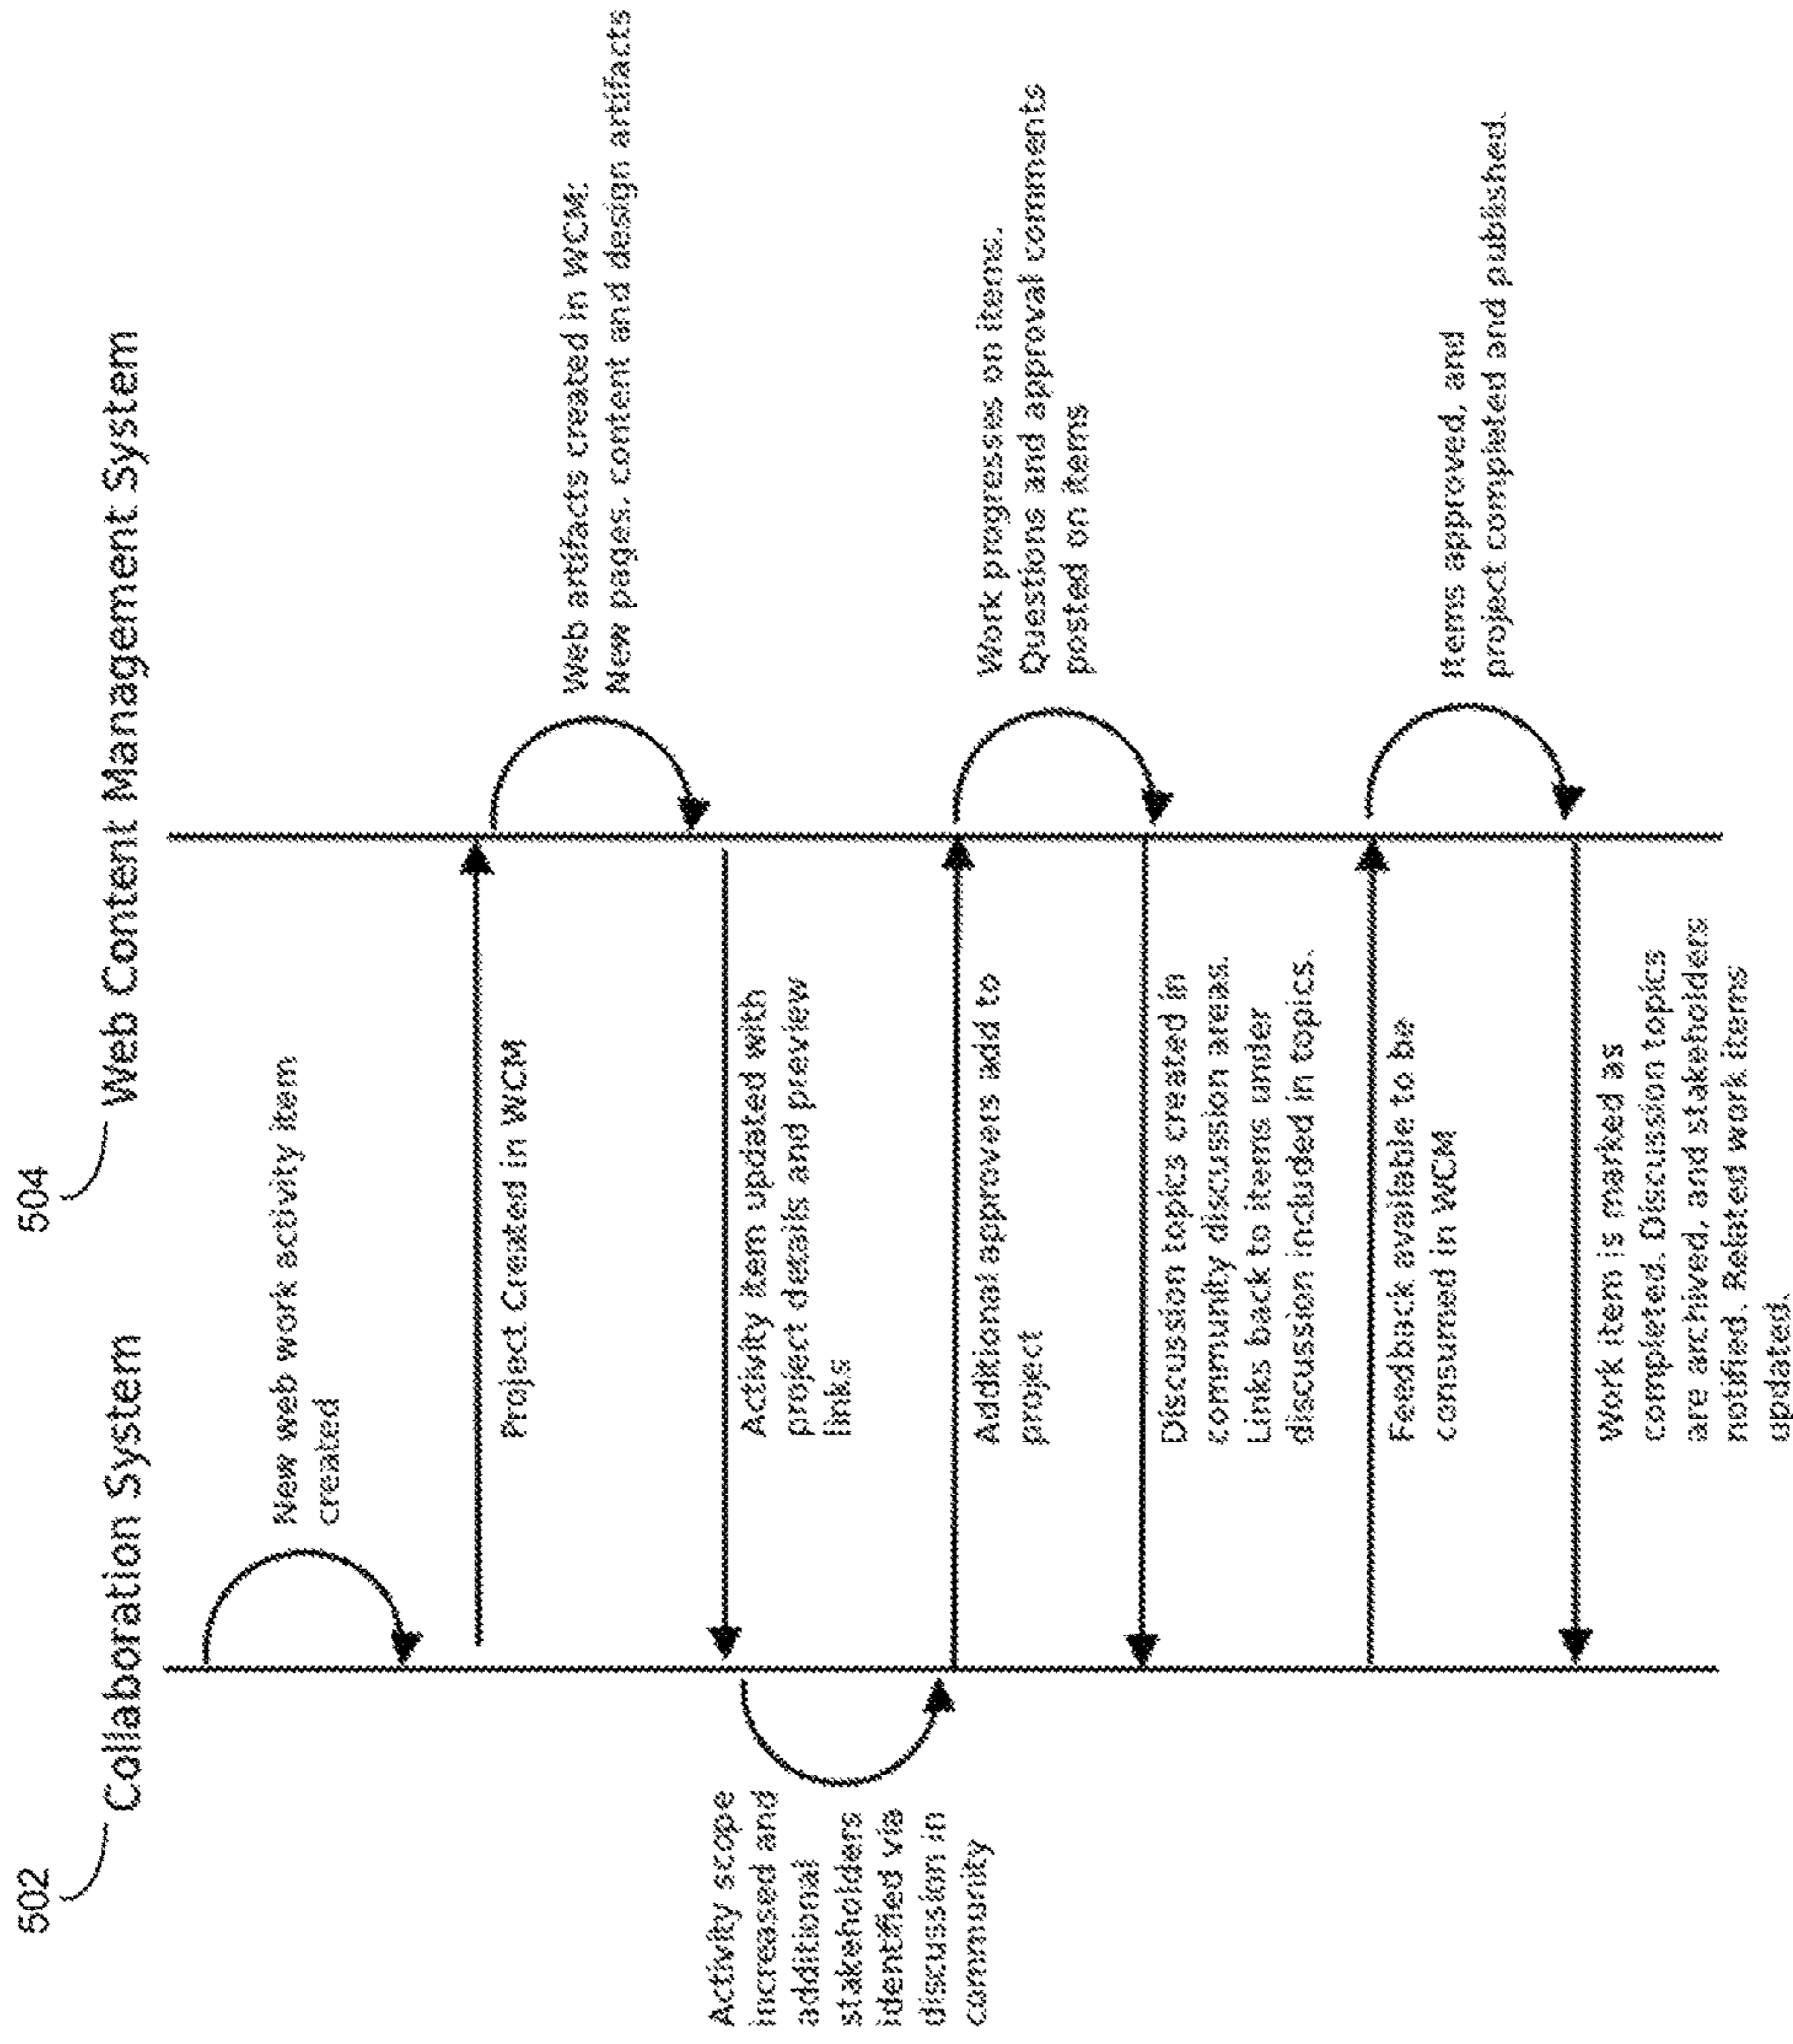 502
Collaboration System
504
Web Content Management System
New web work activity item
created
Project Created in WCM
Web artifacts created in WCM:
New pages, content and design artifacts
Activity item updated with
project details and preview
links
Activity scope
increased and
additional
stakeholders
identified via
discussion in
community
Additional approvers add to
project
Work progresses on items.
Questions and approval comments
posted on items
Discussion topics created in
community discussion areas.
Links back to items under
discussion included in topics.
Feedback available to be
consumed in WCM
Items approved, and
project completed and published.
Work item is marked as
completed. Discussion topics
are archived, and stakeholders
notified. Related work items
updated.